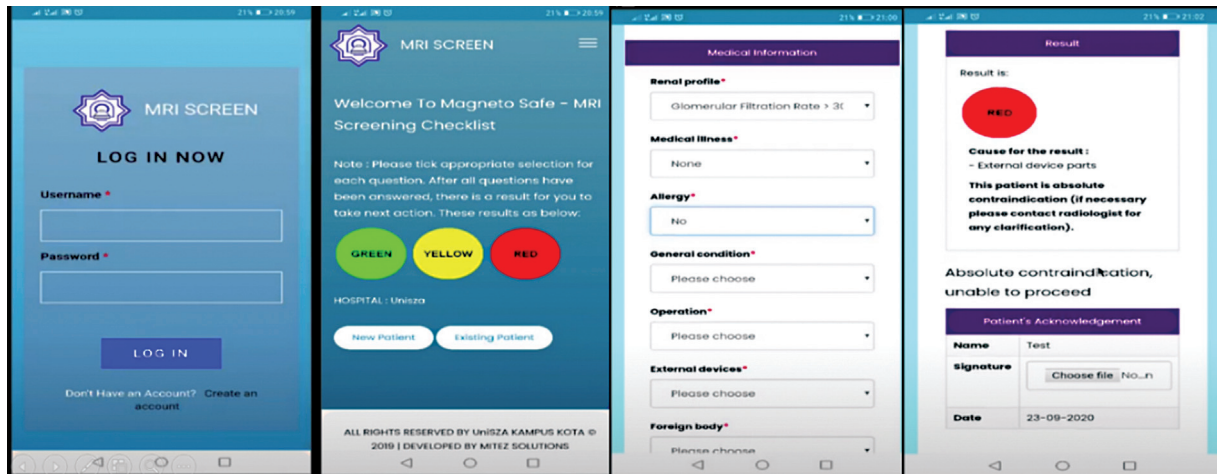 21% 20:59
MRI SCREEN
LOG IN NOW
Username *
Password *
LOG IN
Don't Have an Account? Create an
account
21% 20:59
MRI SCREEN
Welcome To Magneto Safe - MRI
Screening Checklist
Note : Please tick appropriate selection for
each question. After all questions have
been answered, there is a result for you to
take next action. These results as below:
GREEN YELLOW RED
HOSPITAL : Unisza
New Patient Existing Patient
ALL RIGHTS RESERVED BY UniSZA KAMPUS KOTA ©
2019 | DEVELOPED BY MITEZ SOLUTIONS
21% 21:00
Medical Information
Renal profile*
Glomerular Filtration Rate > 3(
Medical illness*
None
Allergy*
No
General condition*
Please choose
Operation*
Please choose
External devices*
Please choose
Foreign body*
Please choose
21% 21:02
Result
Result is:
RED
Cause for the result :
- External device parts
This patient is absolute
contraindication (if necessary
please contact radiologist for
any clarification).
Absolute contraindication,
unable to proceed
Patient's Acknowledgement
Name Test
Signature Choose file No...n
Date 23-09-2020